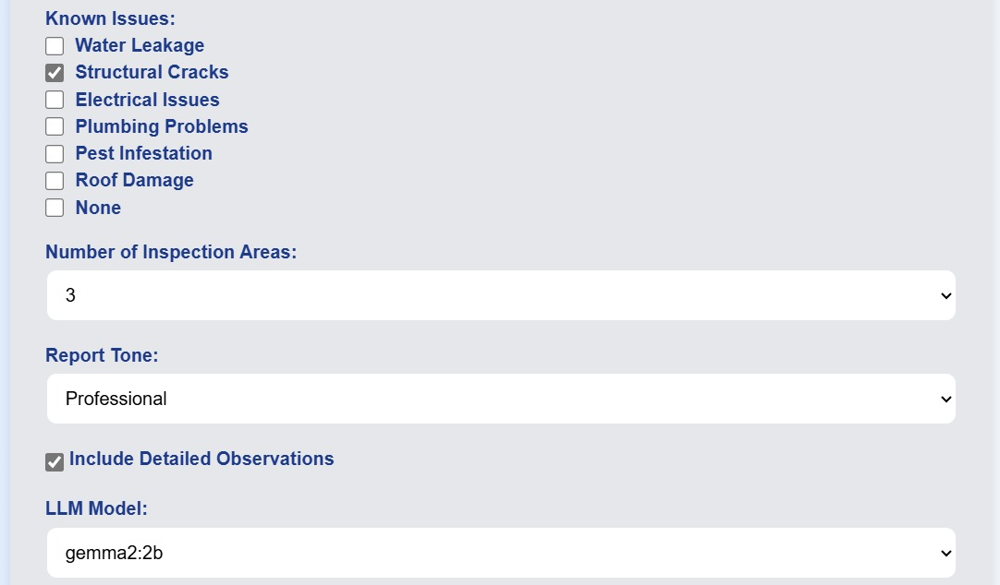 Known Issues:
Water Leakage
Structural Cracks
Electrical Issues
Plumbing Problems
Pest Infestation
Roof Damage
None
Number of Inspection Areas:
3
Report Tone:
Professional
Include Detailed Observations
LLM Model:
gemma2:2b